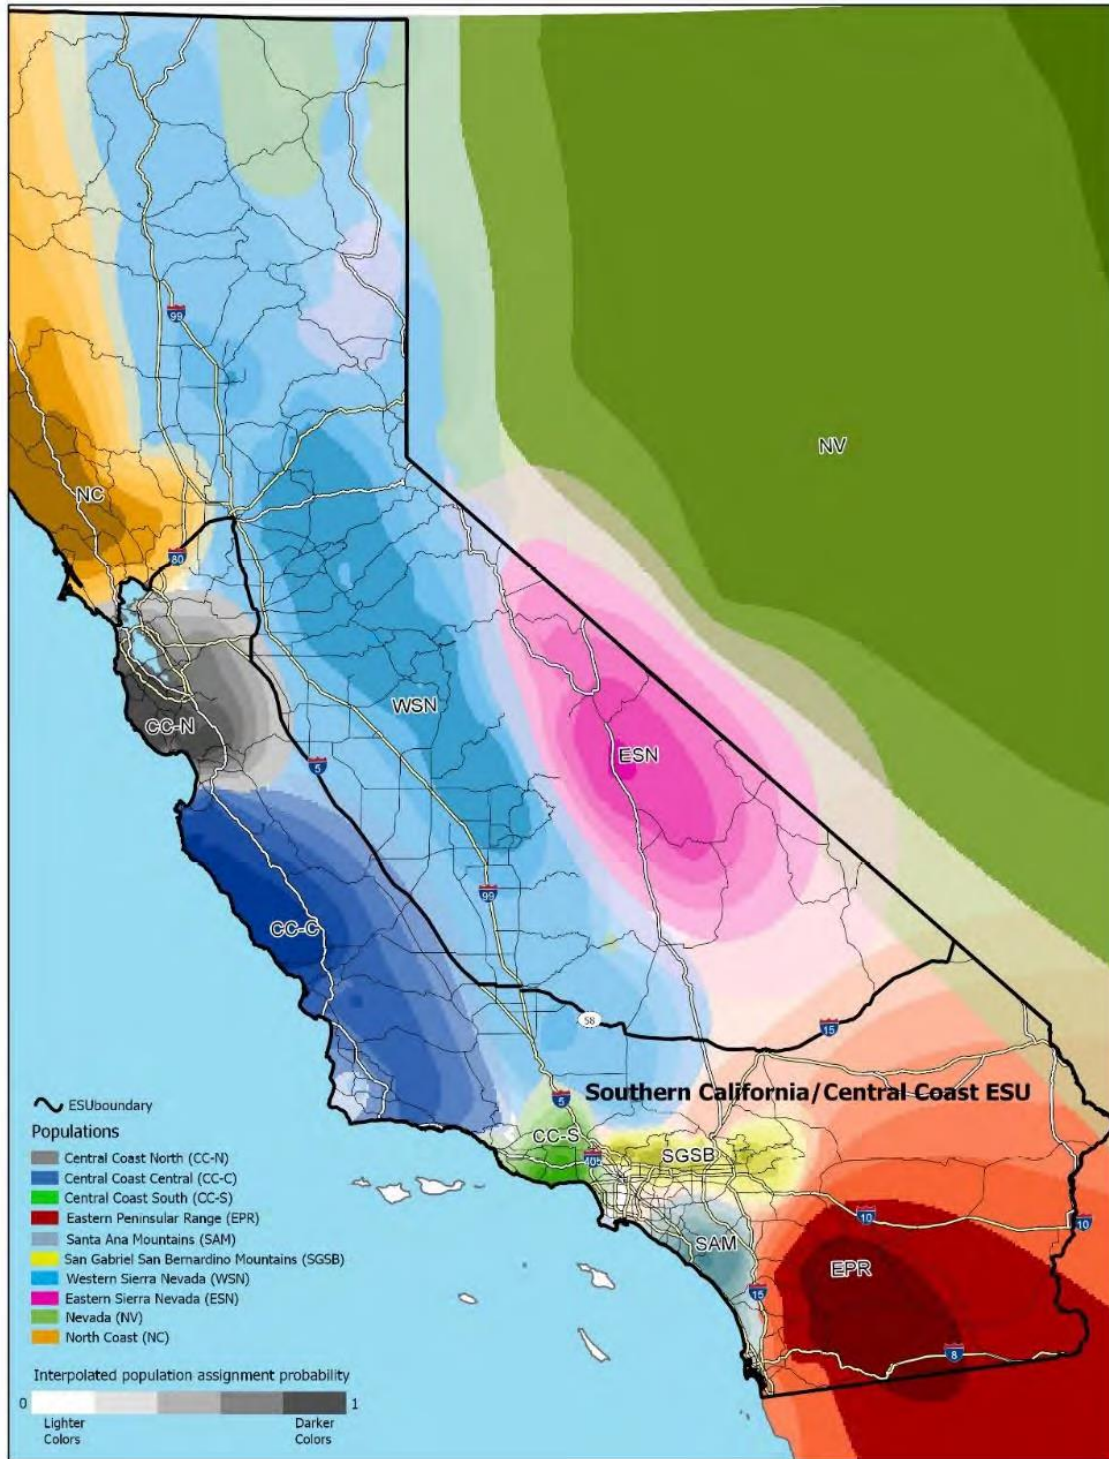 99
NV
NC
80
WSN
CC-N
ESN
5
99
CC-C
58
15
Southern California/Central Coast ESU
5
CC-S
405
SGSB
10
10
SAM
EPR
15
8
ESUboundary
Populations
Central Coast North (CC-N)
Central Coast Central (CC-C)
Central Coast South (CC-S)
Eastern Peninsular Range (EPR)
Santa Ana Mountains (SAM)
San Gabriel San Bernardino Mountains (SGSB)
Western Sierra Nevada (WSN)
Eastern Sierra Nevada (ESN)
Nevada (NV)
North Coast (NC)
Interpolated population assignment probability
0 1
Lighter Darker
Colors Colors